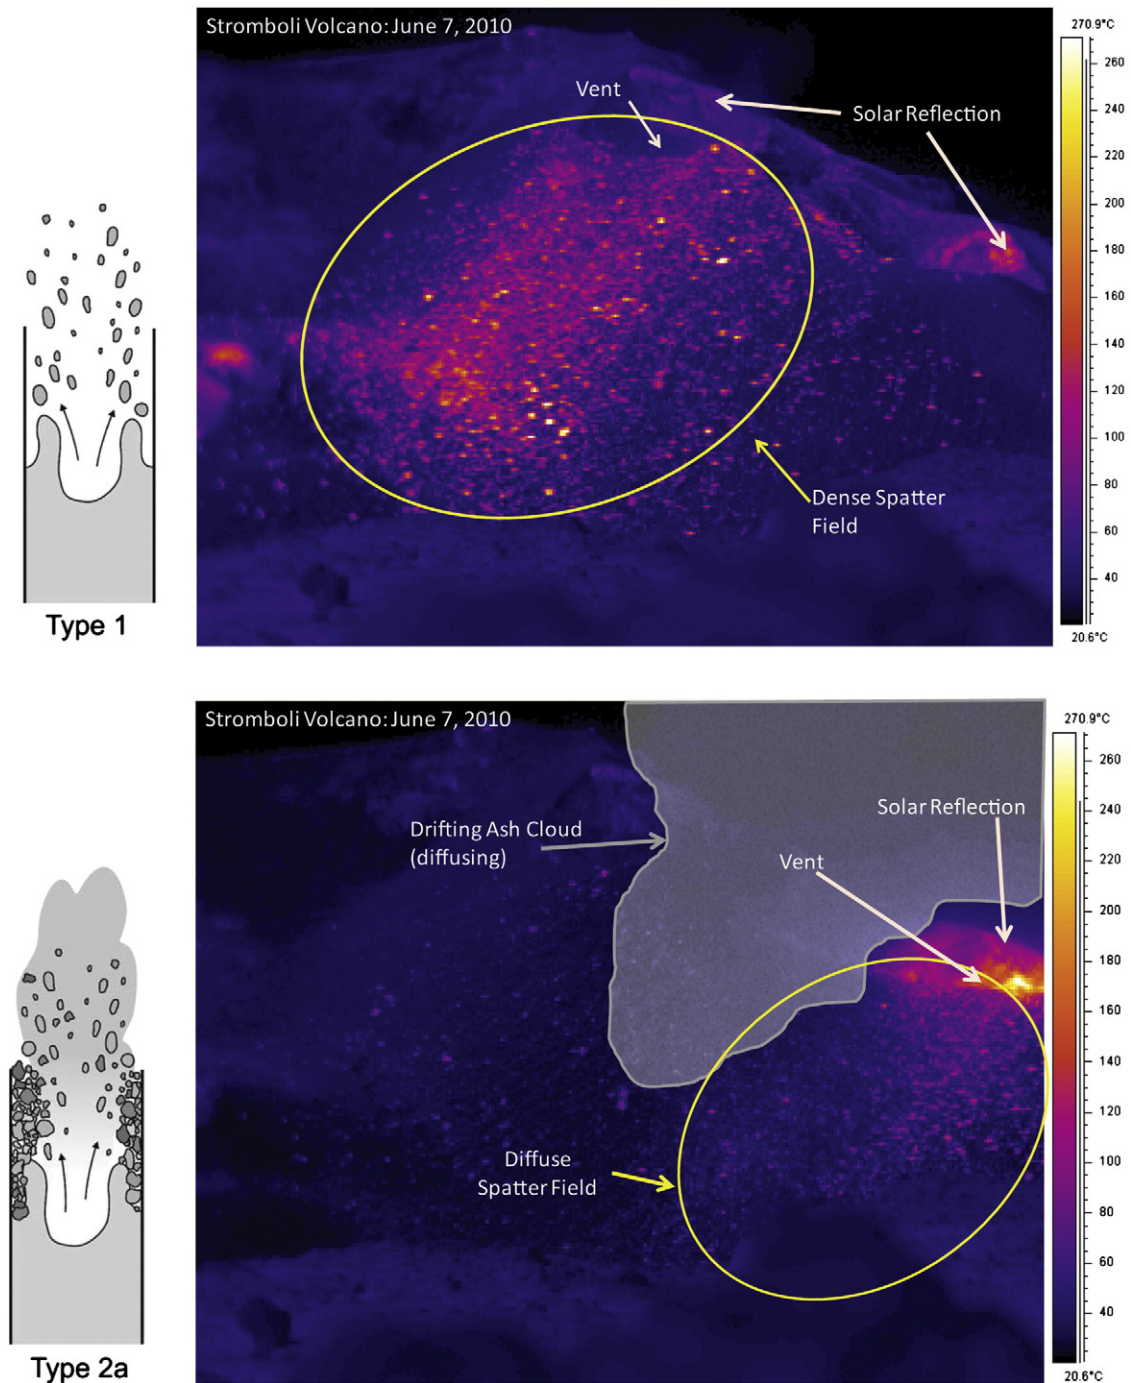 Stromboli Volcano: June 7, 2010
270.9°C
Vent
Solar Reflection
260
240
220
200
180
160
140
120
100
80
60
40
20.6°C
Dense Spatter
Field
Type 1
Stromboli Volcano: June 7, 2010
270.9°C
Solar Reflection
Drifting Ash Cloud
(diffusing)
Vent
260
240
220
200
180
160
140
120
100
80
60
40
20.6°C
Diffuse
Spatter Field
Type 2a